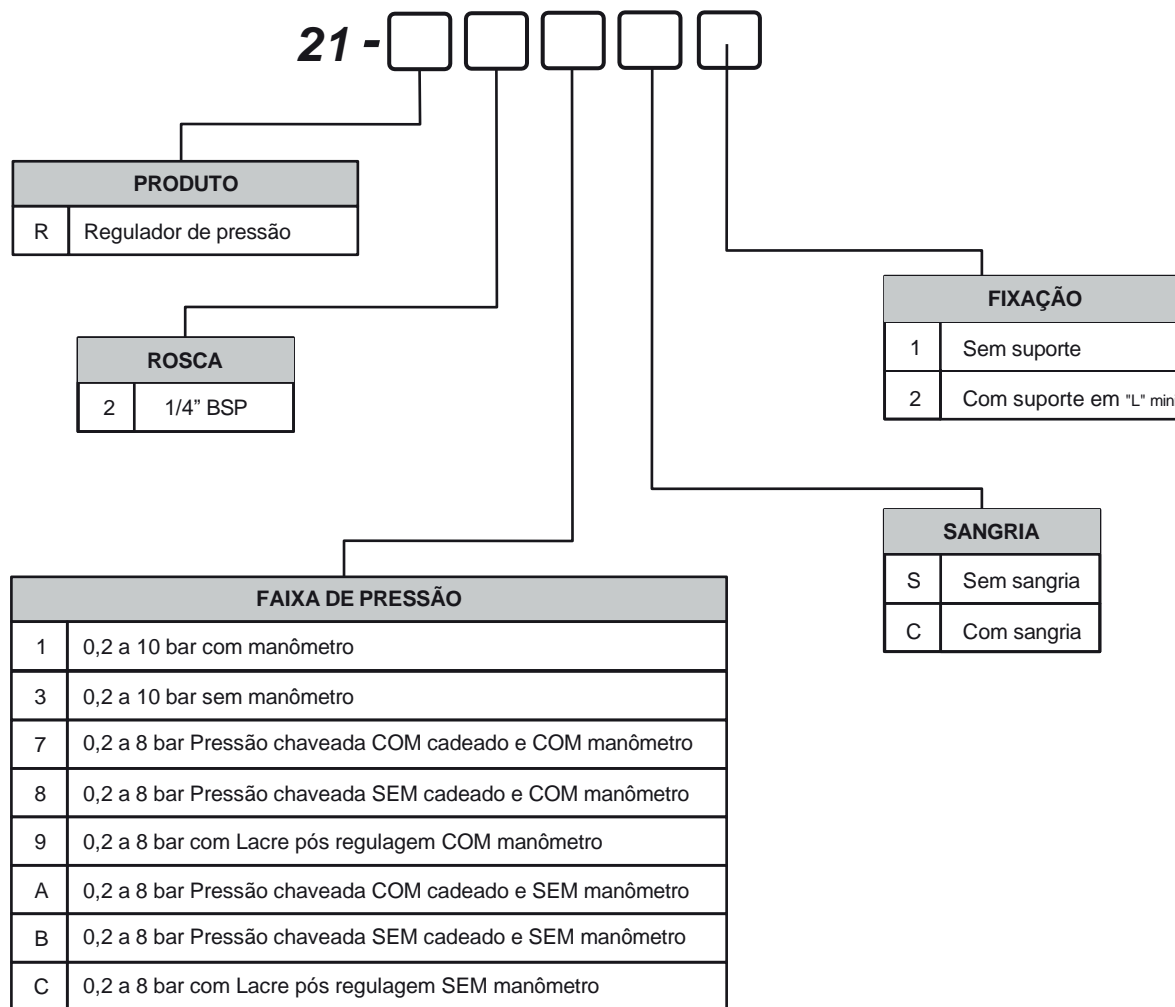 21 -
PRODUTO
R Regulador de pressão
ROSCA
2 1/4” BSP
FIXAÇÃO
1 Sem suporte
2 Com suporte em "L" min
SANGRIA
S Sem sangria
C Com sangria
FAIXA DE PRESSÃO
1 0,2 a 10 bar com manômetro
3 0,2 a 10 bar sem manômetro
7 0,2 a 8 bar Pressão chaveada COM cadeado e COM manômetro
8 0,2 a 8 bar Pressão chaveada SEM cadeado e COM manômetro
9 0,2 a 8 bar com Lacre pós regulagem COM manômetro
A 0,2 a 8 bar Pressão chaveada COM cadeado e SEM manômetro
B 0,2 a 8 bar Pressão chaveada SEM cadeado e SEM manômetro
C 0,2 a 8 bar com Lacre pós regulagem SEM manômetro